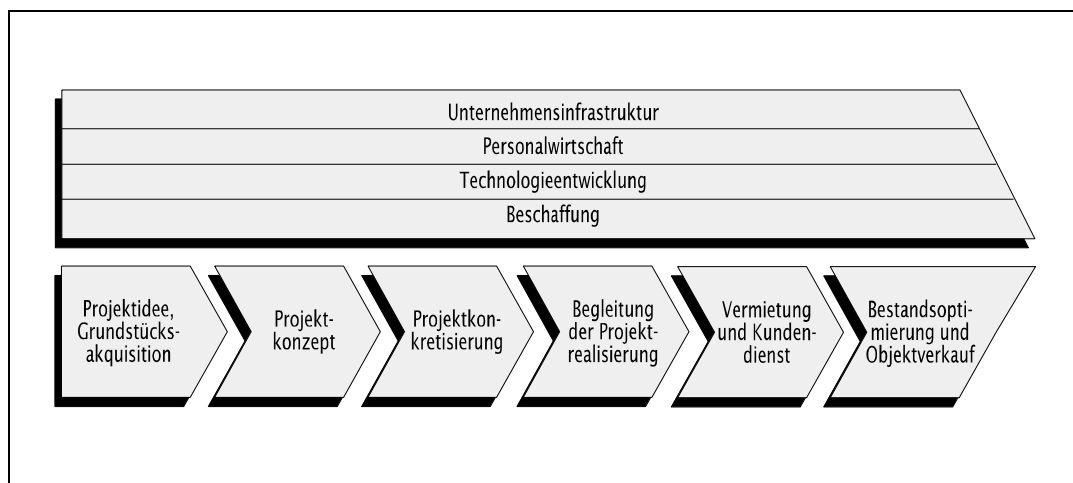 Unternehmensinfrastruktur
Personalwirtschaft
Technologieentwicklung
Beschaffung
Projektidee,
Grundstücks-
akquisition
Projekt-
konzept
Projektkon-
kretisierung
Begleitung
der Projekt-
realisierung
Vermietung
und Kunden-
dienst
Bestandsopti-
mierung und
Objektverkauf